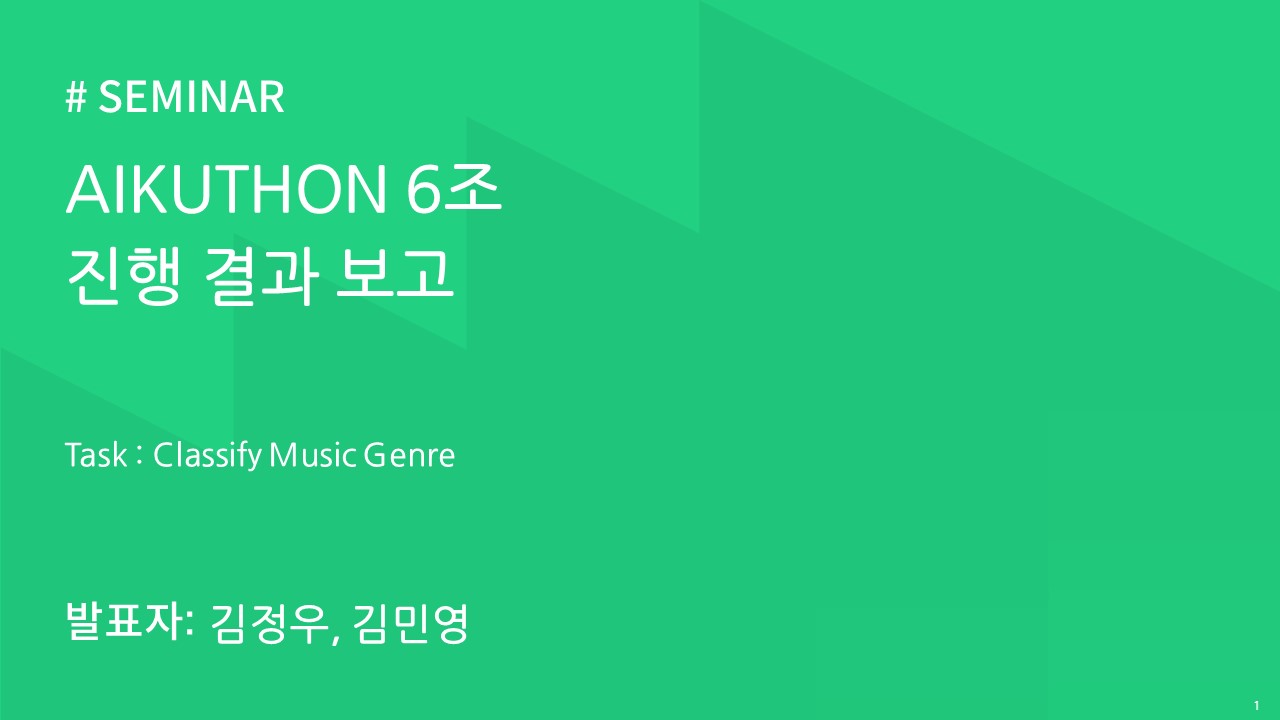 # SEMINAR
AIKUTHON 6조
진행 결과 보고
Task : Classify Music Genre
발표자: 김정우, 김민영
1